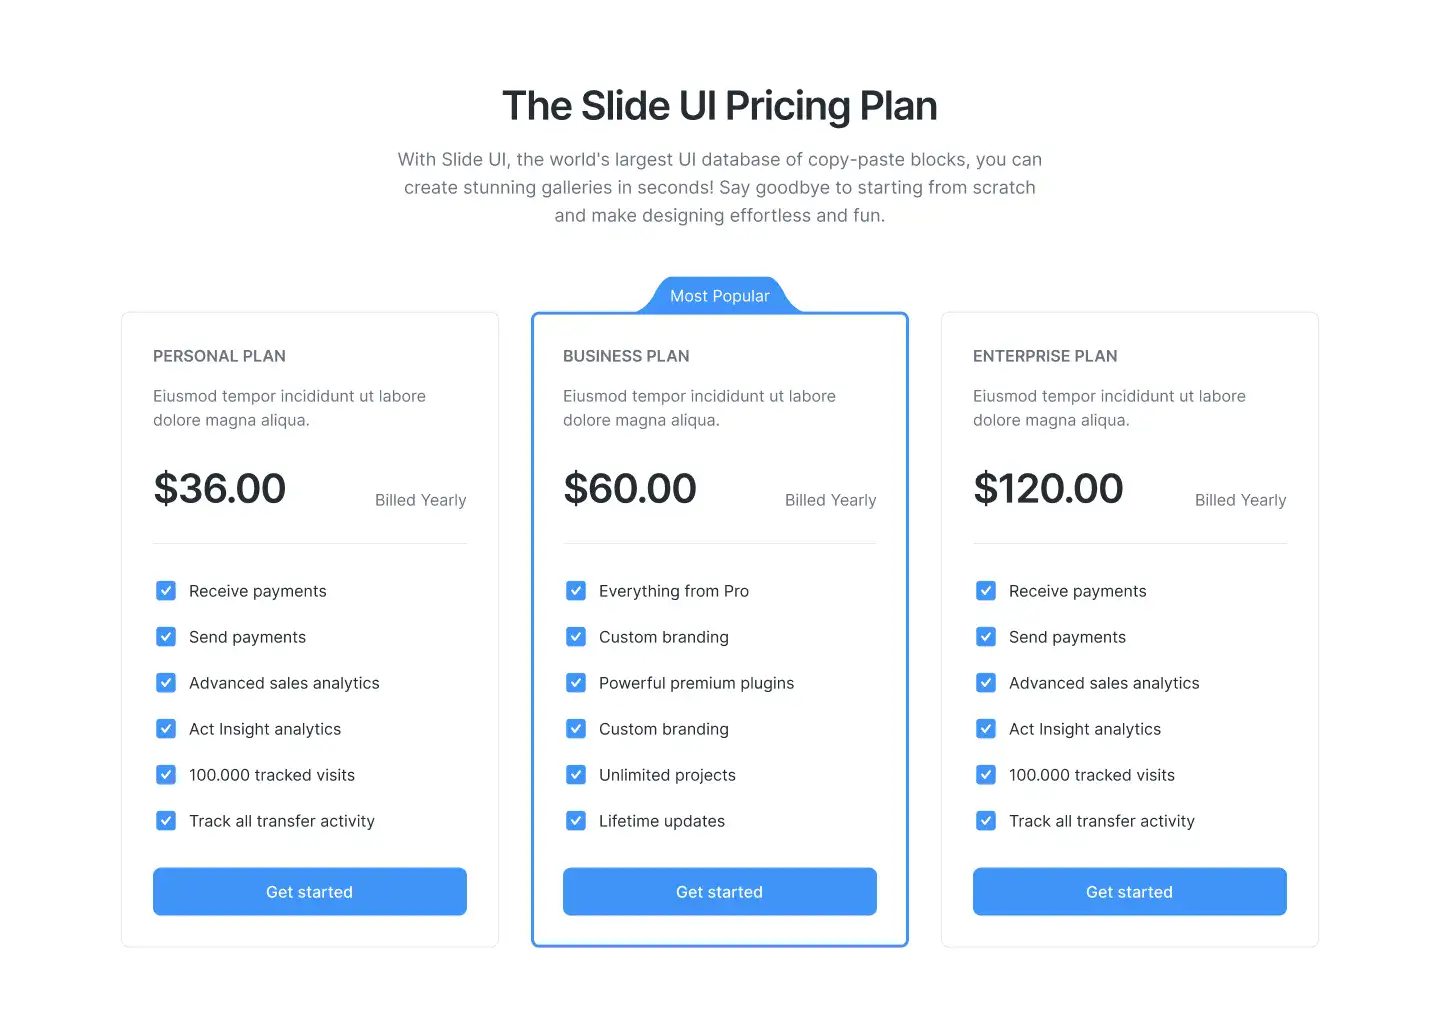 The Slide UI Pricing Plan
With Slide UI, the world's largest UI database of copy-paste blocks, you can
create stunning galleries in seconds! Say goodbye to starting from scratch
and make designing effortless and fun.
PERSONAL PLAN
Eiusmod tempor incididunt ut labore
dolore magna aliqua.
$36.00
Billed Yearly
Receive payments
Send payments
Advanced sales analytics
Act Insight analytics
100.000 tracked visits
Track all transfer activity
Get started
Most Popular
BUSINESS PLAN
Eiusmod tempor incididunt ut labore
dolore magna aliqua.
$60.00
Billed Yearly
Everything from Pro
Custom branding
Powerful premium plugins
Custom branding
Unlimited projects
Lifetime updates
Get started
ENTERPRISE PLAN
Eiusmod tempor incididunt ut labore
dolore magna aliqua.
$120.00
Billed Yearly
Receive payments
Send payments
Advanced sales analytics
Act Insight analytics
100.000 tracked visits
Track all transfer activity
Get started